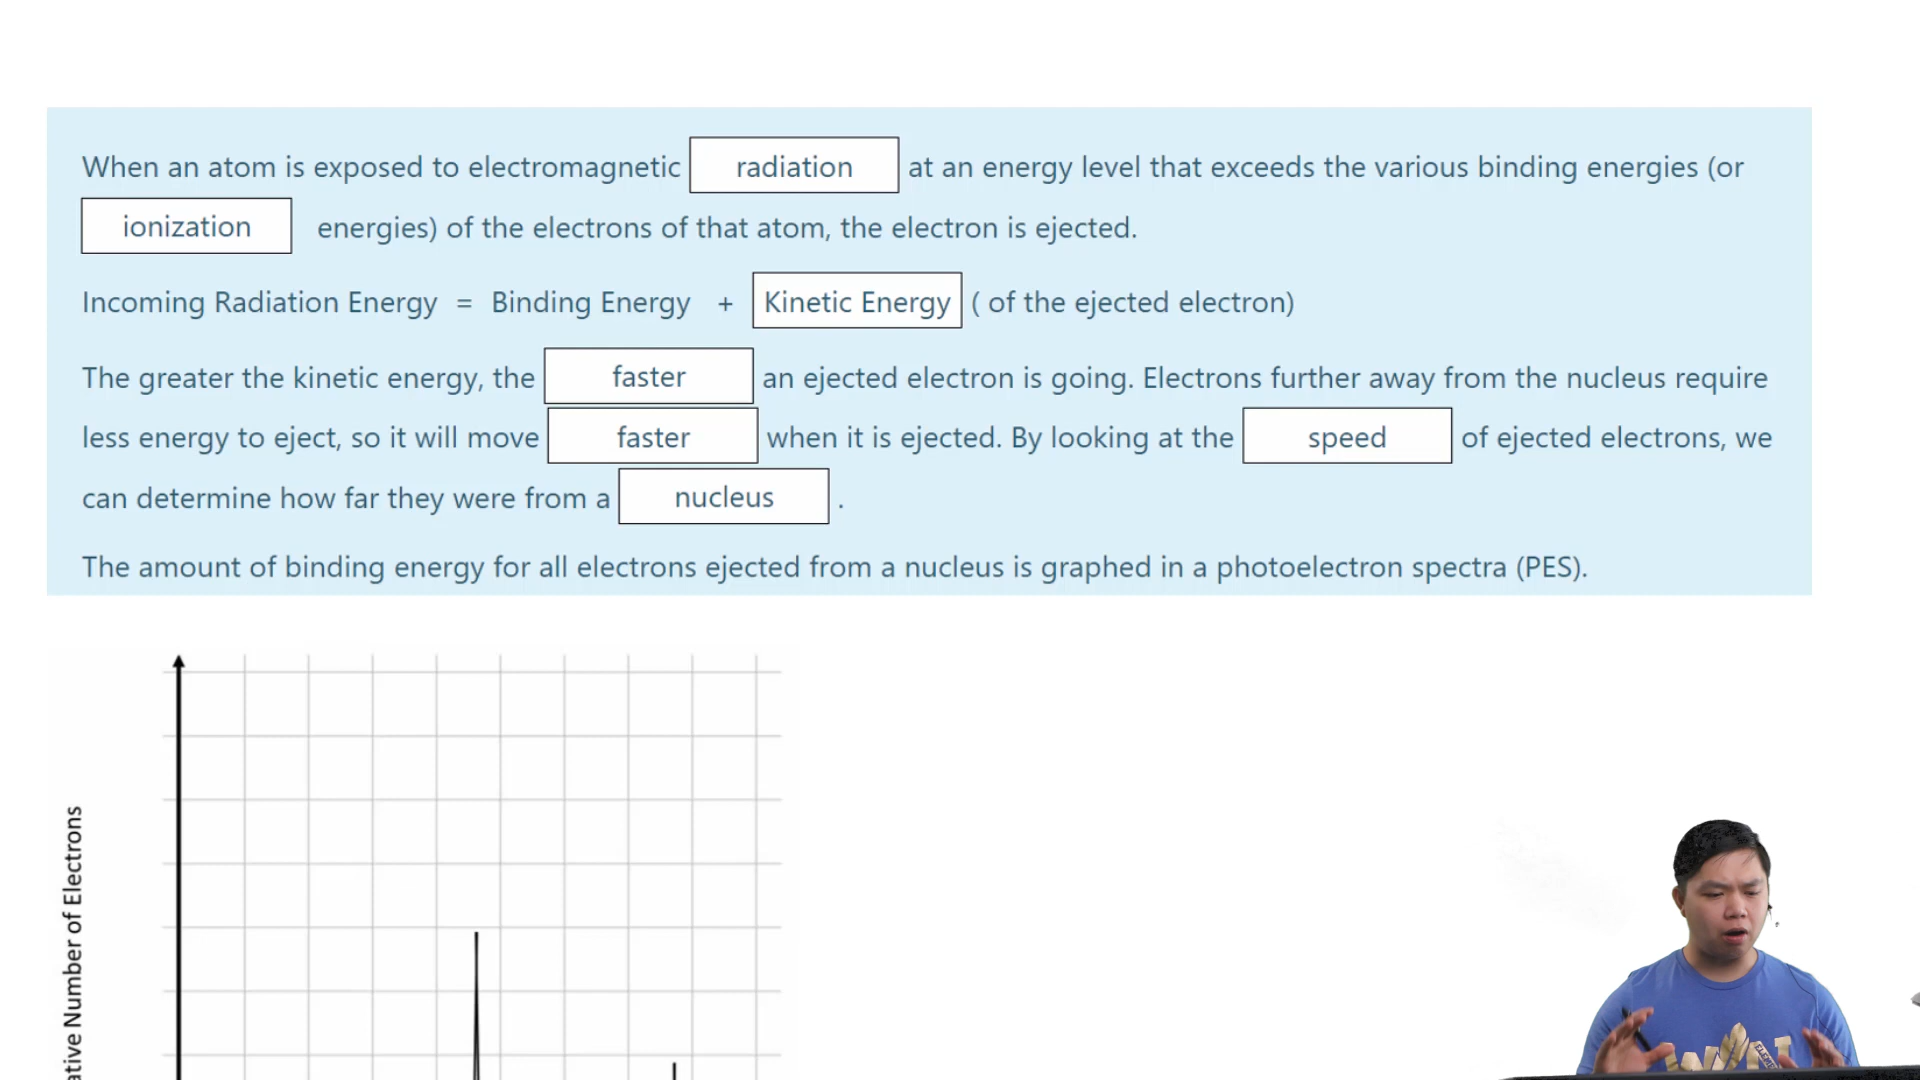 When an atom is exposed to electromagnetic radiation at an energy level that exceeds the various binding energies (or
ionization energies) of the electrons of that atom, the electron is ejected.
Incoming Radiation Energy = Binding Energy + Kinetic Energy ( of the ejected electron)
The greater the kinetic energy, the faster an ejected electron is going. Electrons further away from the nucleus require
less energy to eject, so it will move faster when it is ejected. By looking at the speed of ejected electrons, we
can determine how far they were from a nucleus .
The amount of binding energy for all electrons ejected from a nucleus is graphed in a photoelectron spectra (PES).
ative Number of Electrons